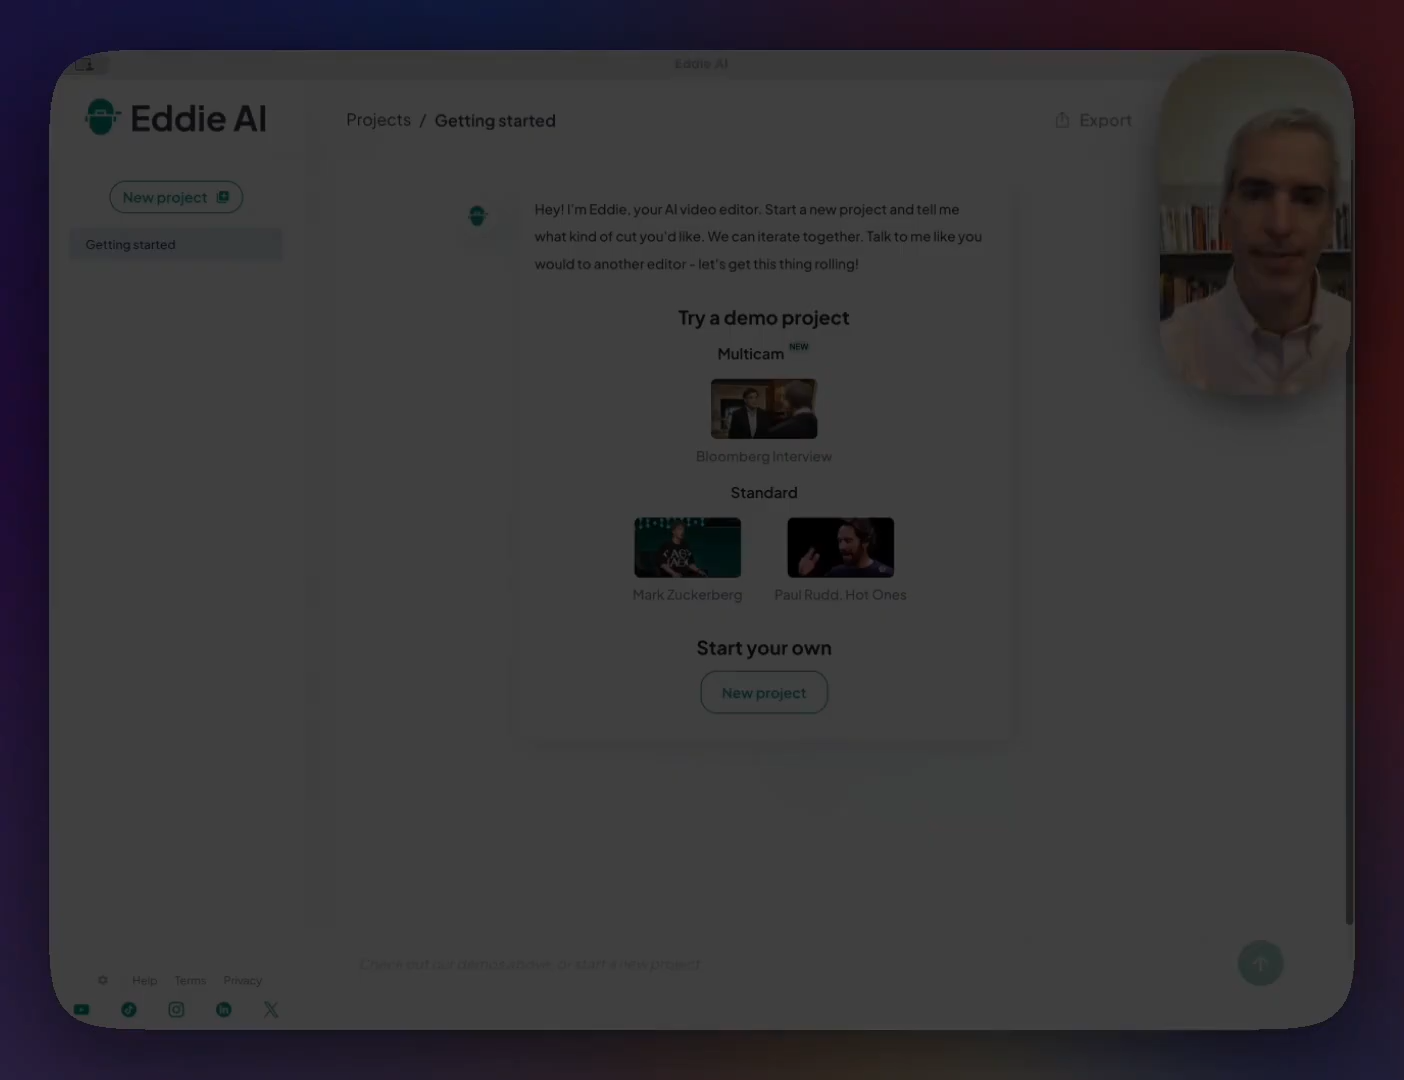 Eddie AI
Eddie AI
Projects / Getting started
Export
New project
Getting started
Hey! I'm Eddie, your AI video editor. Start a new project and tell me
what kind of cut you'd like. We can iterate together. Talk to me like you
would to another editor - let's get this thing rolling!
Try a demo project
Multicam NEW
Bloomberg Interview
Standard
Mark Zuckerberg
Paul Rudd, Hot Ones
Start your own
New project
Check out our demos above, or start a new project
Help
Terms
Privacy